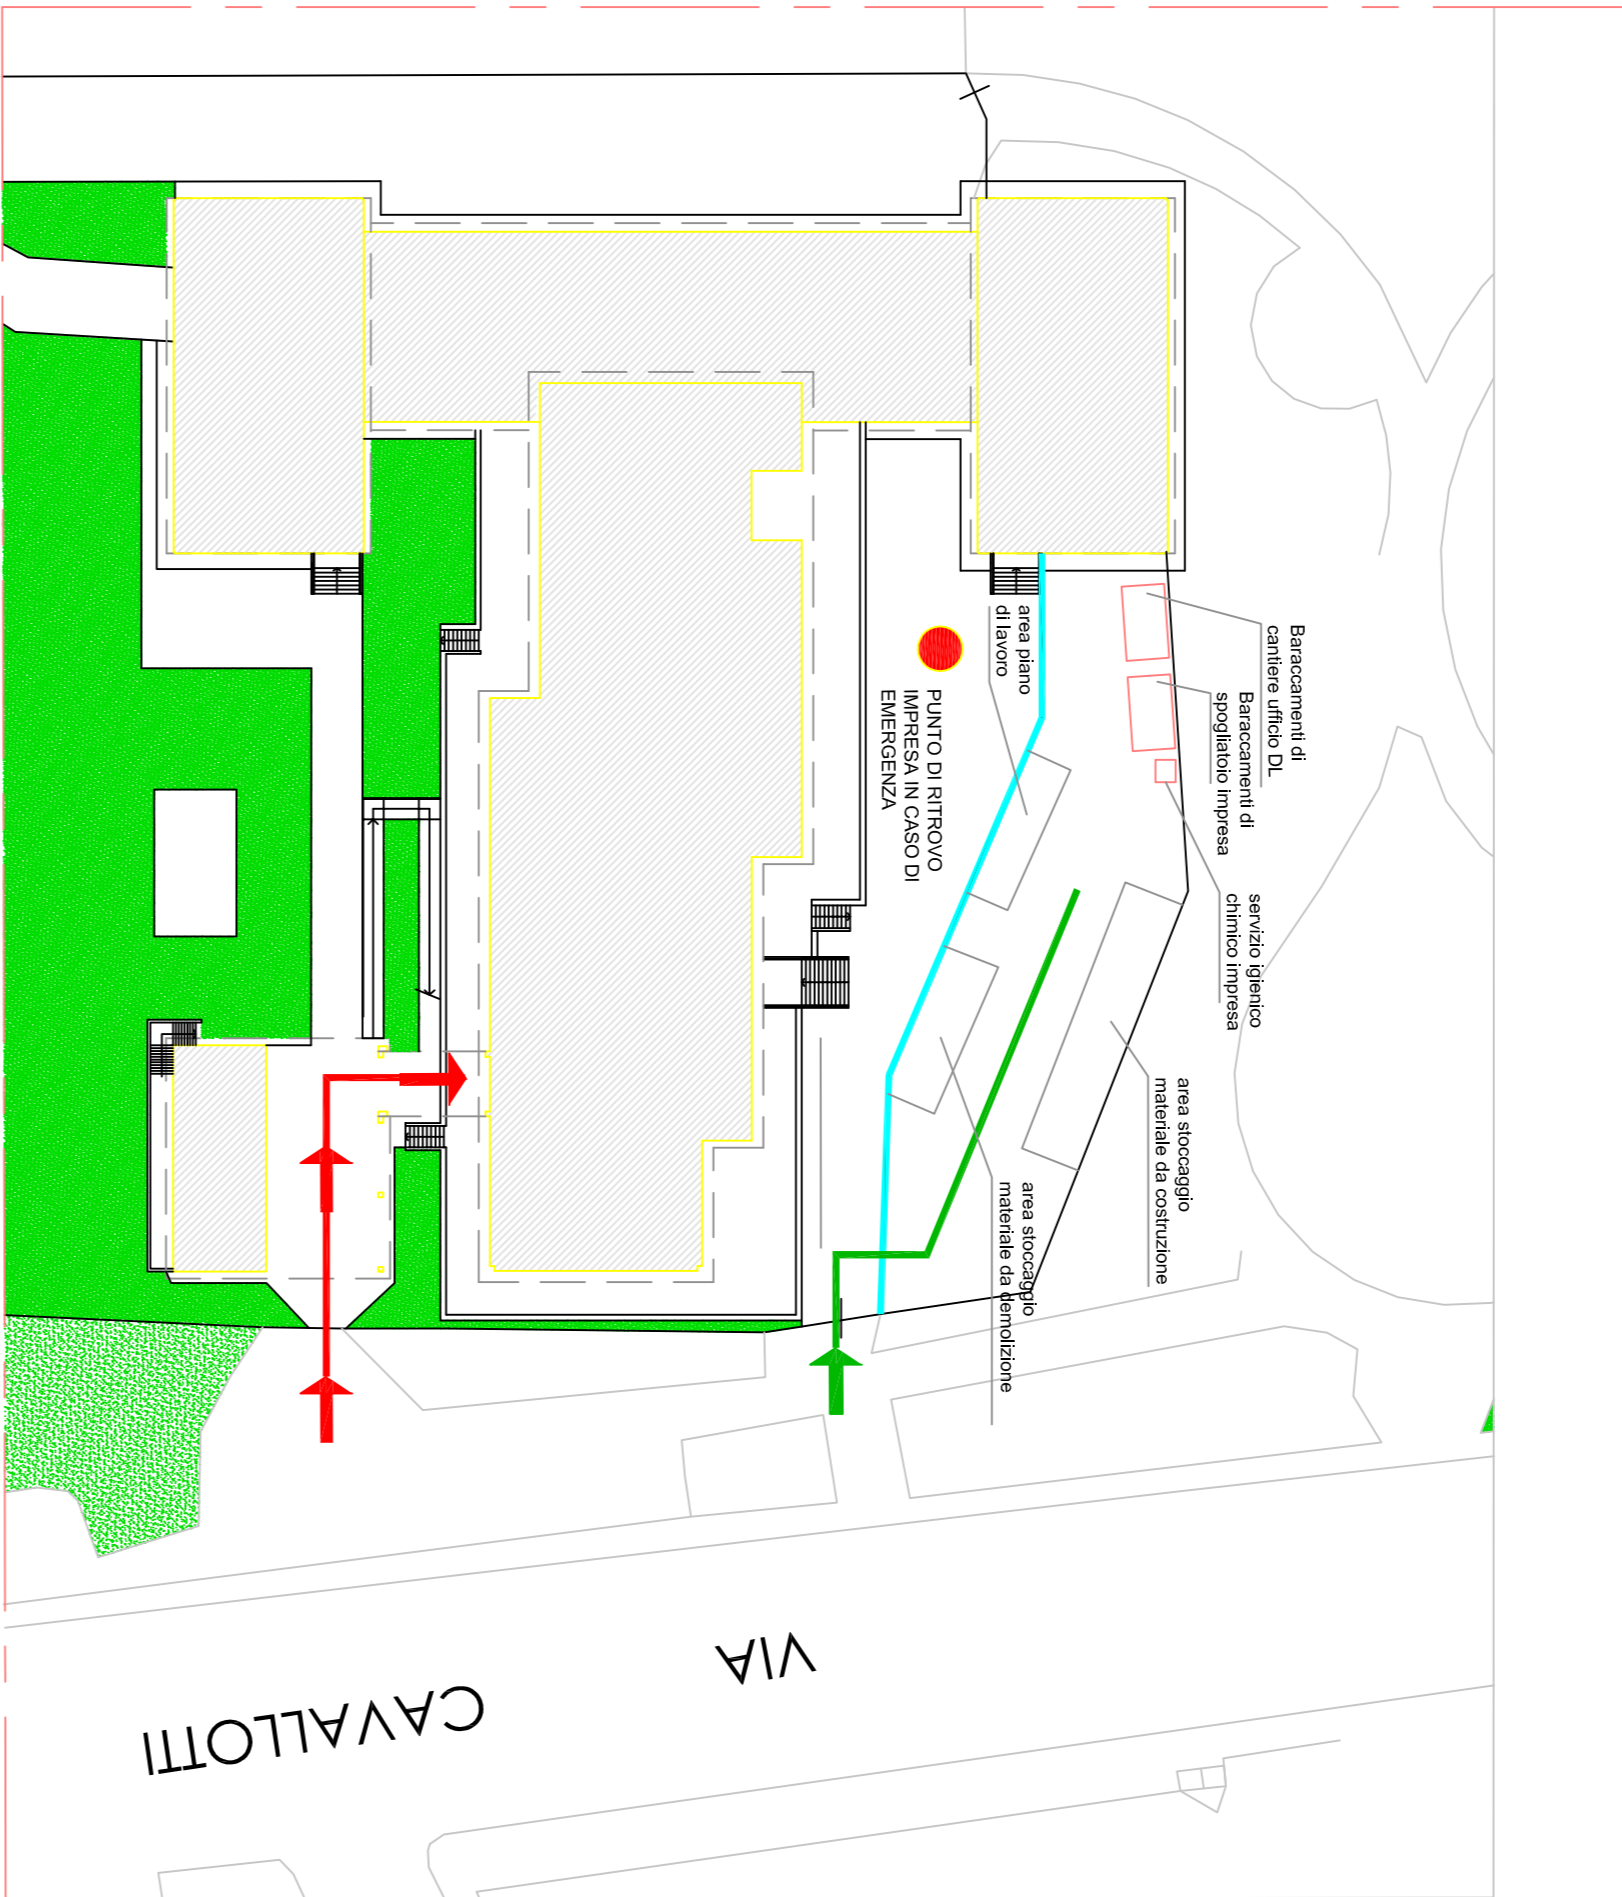 Baraccamenti di
cantiere ufficio DL
Baraccamenti di
spogliatoio impresa
servizio igienico
chimico impresa
area piano
di lavoro
PUNTO DI RITROVO
IMPRESA IN CASO DI
EMERGENZA
area stoccaggio
materiale da costruzione
area stoccaggio
materiale da demolizione
VIA
CAVALLOTTI